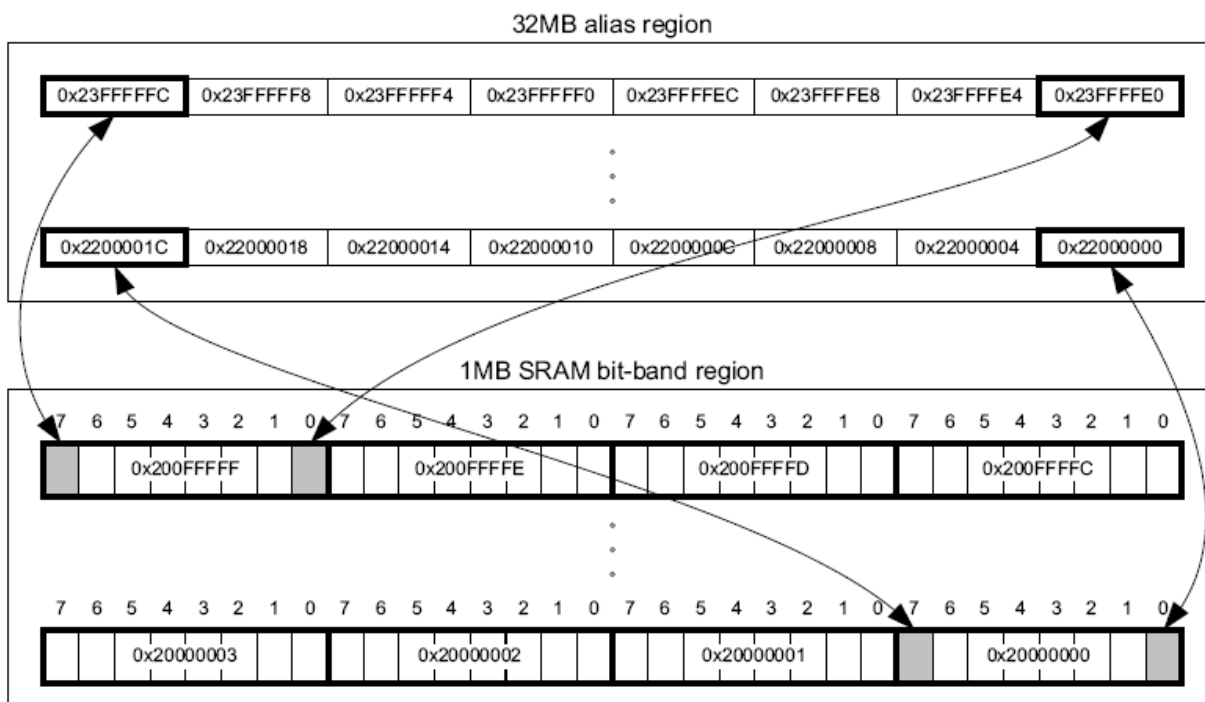 32MB alias region
0x23FFFFFC 0x23FFFFF8 0x23FFFFF4 0x23FFFFF0 0x23FFFFEC 0x23FFFFE8 0x23FFFFE4 0x23FFFFE0
0x2200001C 0x22000018 0x22000014 0x22000010 0x2200000C 0x22000008 0x22000004 0x22000000
1MB SRAM bit-band region
7 6 5 4 3 2 1 0 7 6 5 4 3 2 1 0 7 6 5 4 3 2 1 0 7 6 5 4 3 2 1 0
0x200FFFFF 0x200FFFFE 0x200FFFFD 0x200FFFFC
7 6 5 4 3 2 1 0 7 6 5 4 3 2 1 0 7 6 5 4 3 2 1 0 7 6 5 4 3 2 1 0
0x20000003 0x20000002 0x20000001 0x20000000